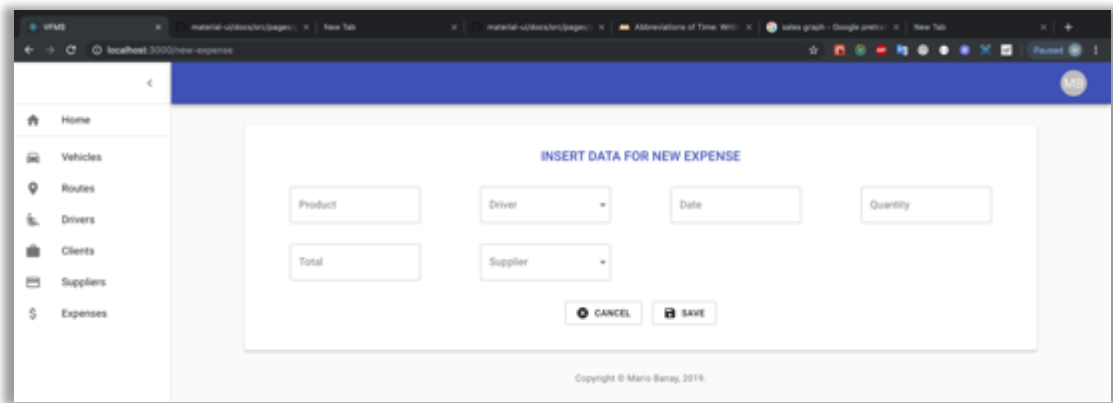 VFMS
material-ui/docs/src/pages/
New Tab
material-ui/docs/src/pages/
Abbreviations of Time: Writ
sales graph - Google pretraž
New Tab
localhost:3000/new-expense
Paused
MB
Home
Vehicles
Routes
Drivers
Clients
Suppliers
Expenses
INSERT DATA FOR NEW EXPENSE
Product
Driver
Date
Quantity
Total
Supplier
CANCEL
SAVE
Copyright © Mario Banay, 2019.